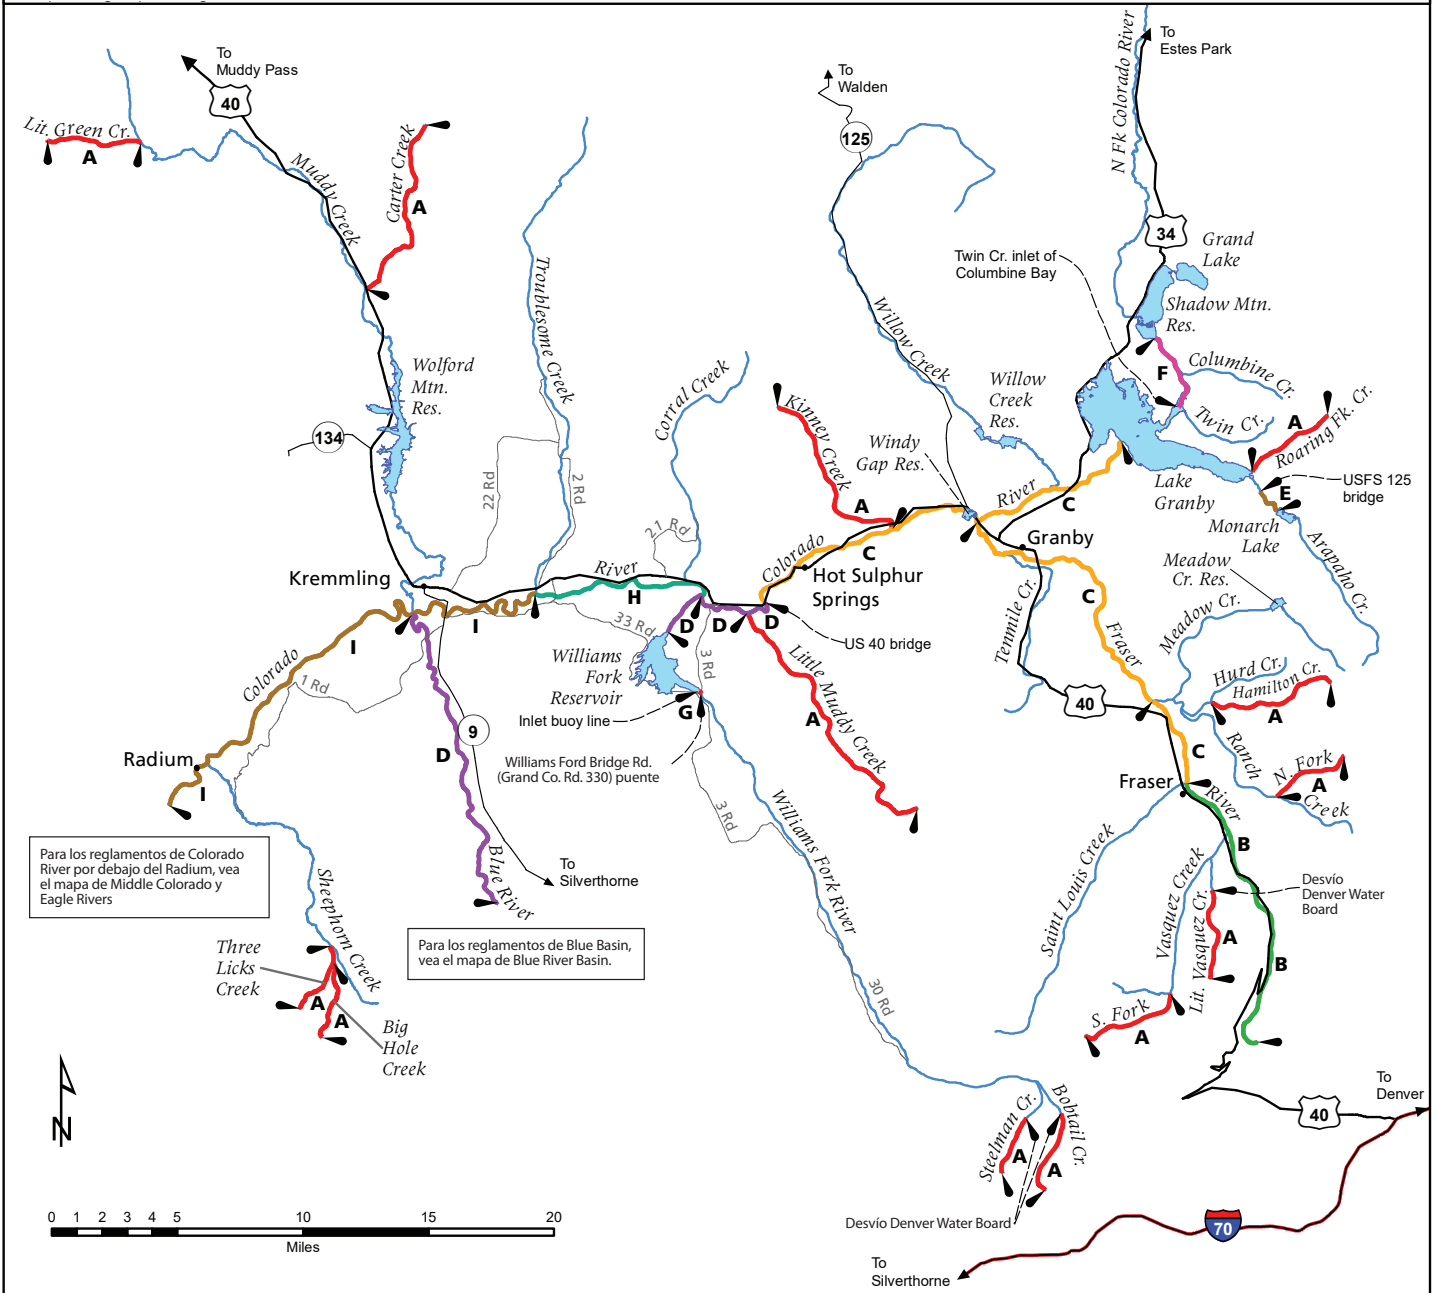 To
Muddy Pass
40
Lit. Green Cr.
A
Muddy Creek
Carter Creek
A
Troublesome Creek
Wolford
Mtn.
Res.
134
22 Rd
2 Rd
Corral Creek
21 Rd
To
Walden
125
Willow Creek
Willow
Creek
Res.
Windy
Gap Res.
Kinney Creek
A
To
Estes Park
N Fk Colorado River
34
Grand
Lake
Twin Cr. inlet of
Columbine Bay
Shadow Mtn.
Res.
F
Columbine Cr.
Twin Cr.
A
Roaring Fk. Cr.
USFS 125
bridge
E
Lake
Granby
Monarch
Lake
Arapaho Cr.
River
C
Granby
Colorado
C
Hot Sulphur
Springs
US 40 bridge
Kremmling
River
H
I
I
D
D
D
33 Rd
3 Rd
Williams
Fork
Reservoir
Inlet buoy line
G
Williams Ford Bridge Rd.
(Grand Co. Rd. 330) puente
Little Muddy Creek
A
3 Rd
Tenmile Cr.
C
Fraser
Meadow
Cr. Res.
Meadow Cr.
Hurd Cr.
Hamilton Cr.
A
40
C
Ranch
Creek
N. Fork
A
Fraser
River
B
B
Saint Louis Creek
Vasquez Creek
Lit. Vasquez Cr.
A
Desvío
Denver Water
Board
S. Fork
A
Colorado
1 Rd
Radium
I
9
D
Blue River
To
Silverthorne
Para los reglamentos de Colorado
River por debajo del Radium, vea
el mapa de Middle Colorado y
Eagle Rivers
Para los reglamentos de Blue Basin,
vea el mapa de Blue River Basin.
Sheephorn Creek
Three
Licks
Creek
A
A
Big
Hole
Creek
Williams Fork River
30 Rd
Steelman Cr.
A
Bobtail Cr.
A
Desvío Denver Water Board
To
Denver
40
70
To
Silverthorne
N
0 1 2 3 4 5 10 15 20
Miles